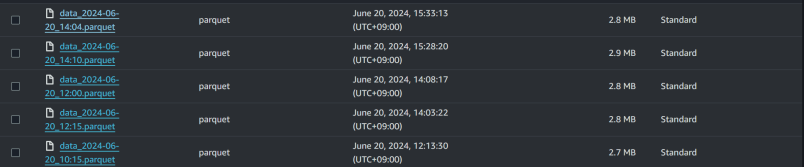 data_2024-06-
20_14:04.parquet
parquet
June 20, 2024, 15:33:13
(UTC+09:00)
2.8 MB
Standard
data_2024-06-
20_14:10.parquet
parquet
June 20, 2024, 15:28:20
(UTC+09:00)
2.9 MB
Standard
data_2024-06-
20_12:00.parquet
parquet
June 20, 2024, 14:08:17
(UTC+09:00)
2.8 MB
Standard
data_2024-06-
20_12:15.parquet
parquet
June 20, 2024, 14:03:22
(UTC+09:00)
2.8 MB
Standard
data_2024-06-
20_10:15.parquet
parquet
June 20, 2024, 12:13:30
(UTC+09:00)
2.7 MB
Standard